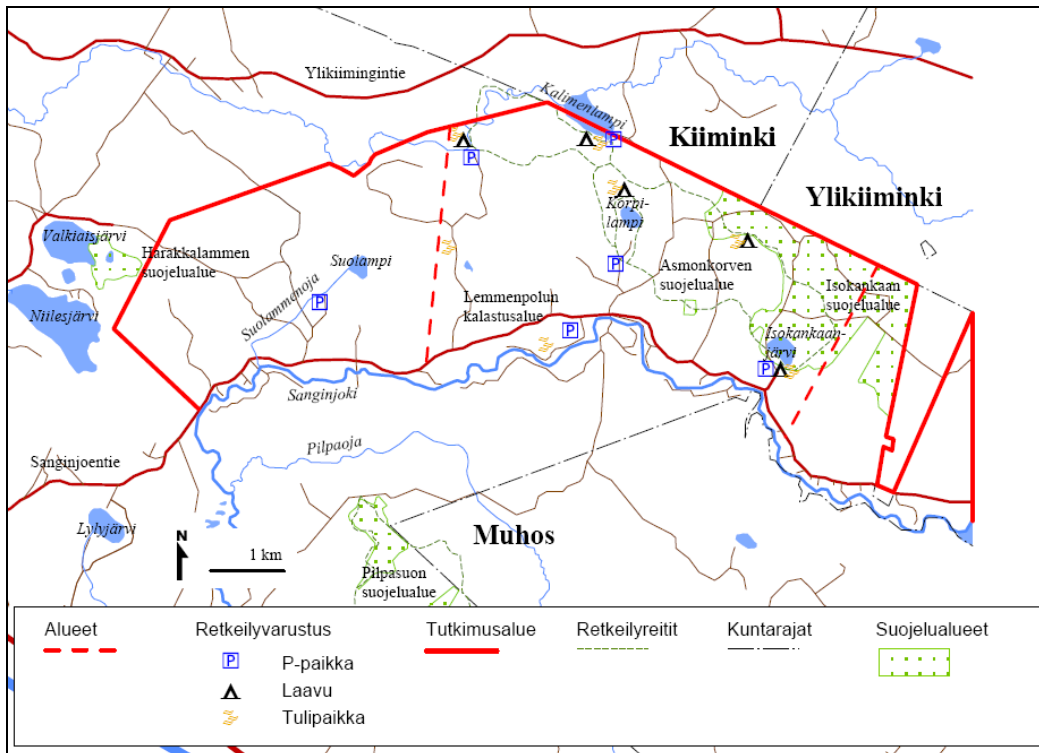 Ylikiimingintie
Kalimenlampi
Kiiminki
Ylikiiminki
Korpi-
lampi
Valkiaisjärvi
Harakkalammen
suojelualue
Suolampi
Asmonkorven
suojelualue
Isokankaan
suojelualue
Niilesjärvi
Suolammenoja
Lemmenpolun
kalastusalue
Isokankaan-
järvi
Sanginjoki
Pilpaoja
Sanginjoentie
Lylyjärvi
Muhos
N
1 km
Pilpasuon
suojelualue
P
P
P
P
P
P
Alueet
Retkeilyvarustus
Tutkimusalue
Retkeilyreitit
Kuntarajat
Suojelualueet
P P-paikka
Laavu
Tulipaikka